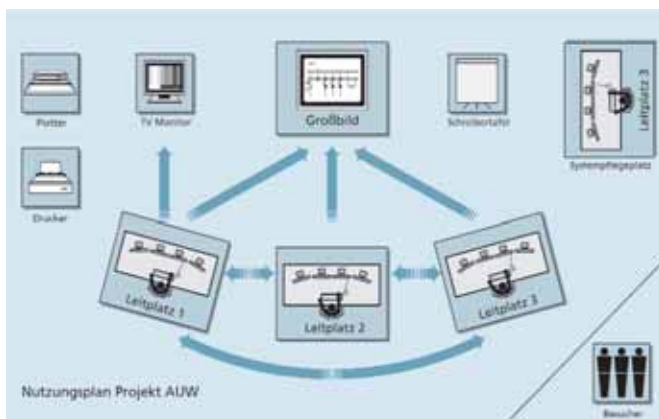 Plotter
TV Monitor
Großbild
Schreibertafel
Leitplatz 3
Systempflegeplatz
Drucker
Leitplatz 1
Leitplatz 2
Leitplatz 3
Nutzungsplan Projekt AUW
Besucher